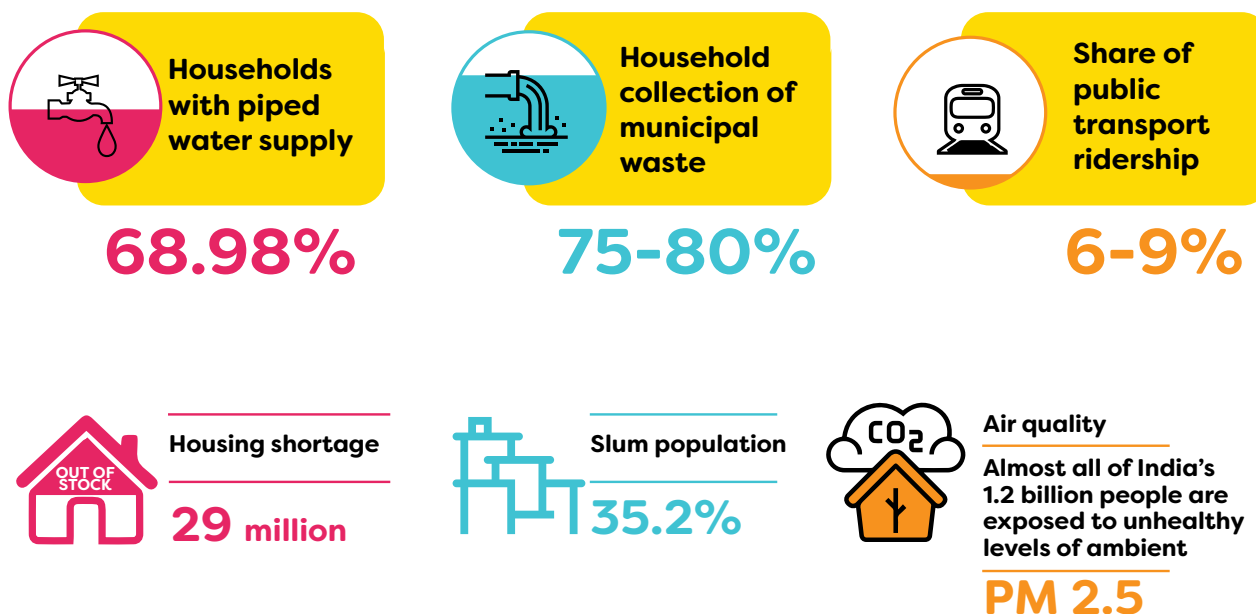 Households
with piped
water supply
68.98%
Household
collection of
municipal
waste
75-80%
Share of
public
transport
ridership
6-9%
OUT OF
STOCK
Housing shortage
29 million
Slum population
35.2%
CO2
Air quality
Almost all of India's
1.2 billion people are
exposed to unhealthy
levels of ambient
PM 2.5